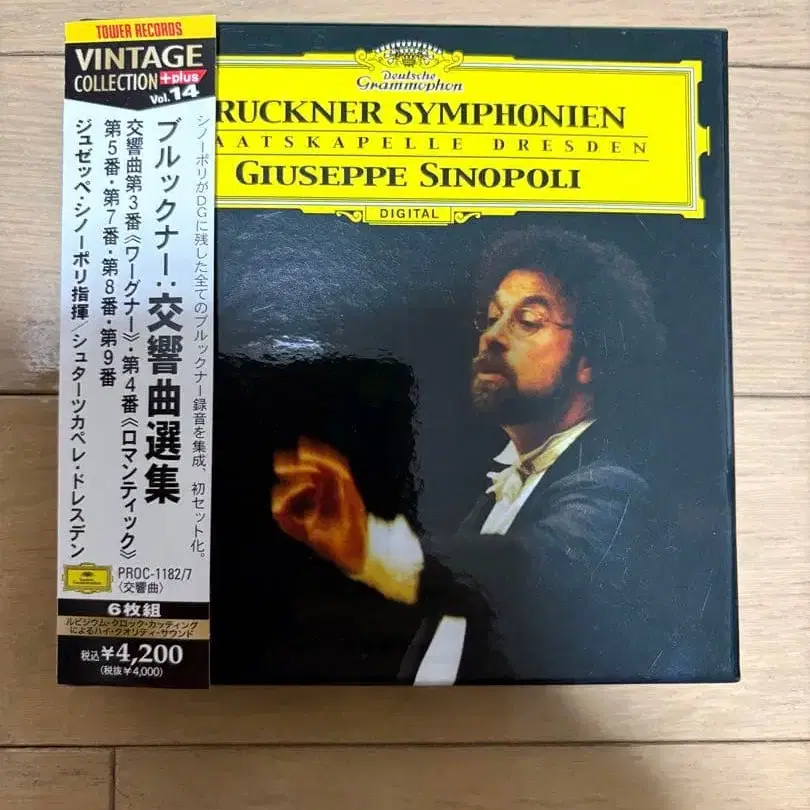 TOWER RECORDS
VINTAGE
COLLECTION +plus
Vol.14
シノーポリがDGに残した全てのブルックナー録音を集成、初セット化。
ブルックナー:交響曲選集
交響曲第3番《ワーグナー》・第4番《ロマンティック》
第5番・第7番・第8番・第9番
ジュゼッペ・シノーポリ指揮/シュターツカペレ・ドレスデン
PROC-1182/7
〈交響曲〉
6枚組
ルビジウム・クロック・カッティング
によるハイ・クオリティ・サウンド
税込¥4,200
(税抜¥4,000)
Deutsche
Grammophon
RUCKNER SYMPHONIEN
AATSKAPELLE DRESDEN
GIUSEPPE SINOPOLI
DIGITAL